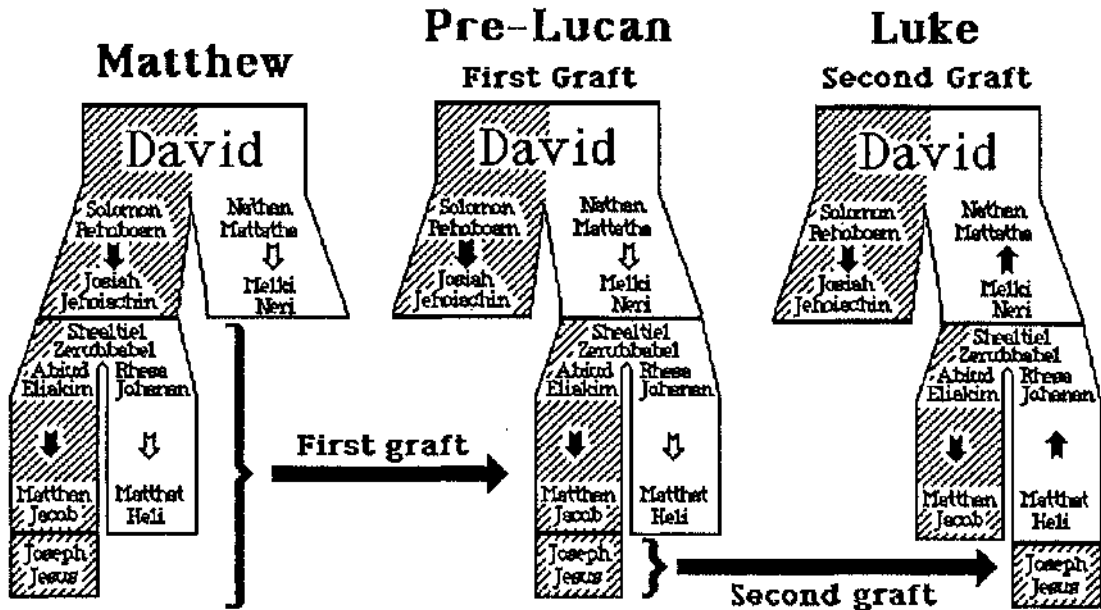 Matthew
David
Solomon
Rehoboam
Josiah
Jehoiachin
Nathan
Mattatha
Melki
Neri
Shealtiel
Zerubbabel
Abiud
Eliakim
Rhesa
Johanan
Matthan
Jacob
Matthat
Heli
Joseph
Jesus
First graft
Pre-Lucan
First Graft
David
Solomon
Rehoboam
Josiah
Jehoiachin
Nathan
Mattatha
Melki
Neri
Shealtiel
Zerubbabel
Abiud
Eliakim
Rhesa
Johanan
Matthan
Jacob
Matthat
Heli
Joseph
Jesus
Second graft
Luke
Second Graft
David
Solomon
Rehoboam
Josiah
Jehoiachin
Nathan
Mattatha
Melki
Neri
Shealtiel
Zerubbabel
Abiud
Eliakim
Rhesa
Johanan
Matthan
Jacob
Matthat
Heli
Joseph
Jesus